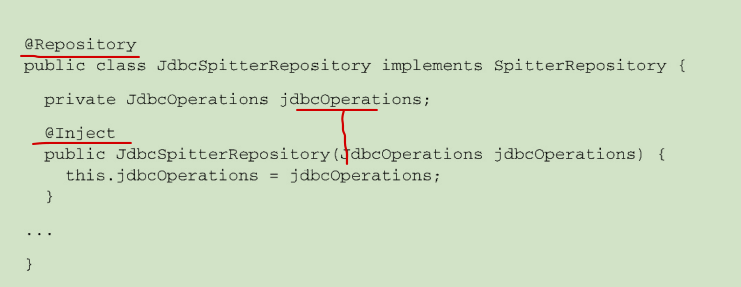 @Repository
public class JdbcSpitterRepository implements SpitterRepository {
private JdbcOperations jdbcOperations;
@Inject
public JdbcSpitterRepository(JdbcOperations jdbcOperations) {
this.jdbcOperations = jdbcOperations;
}
...
}